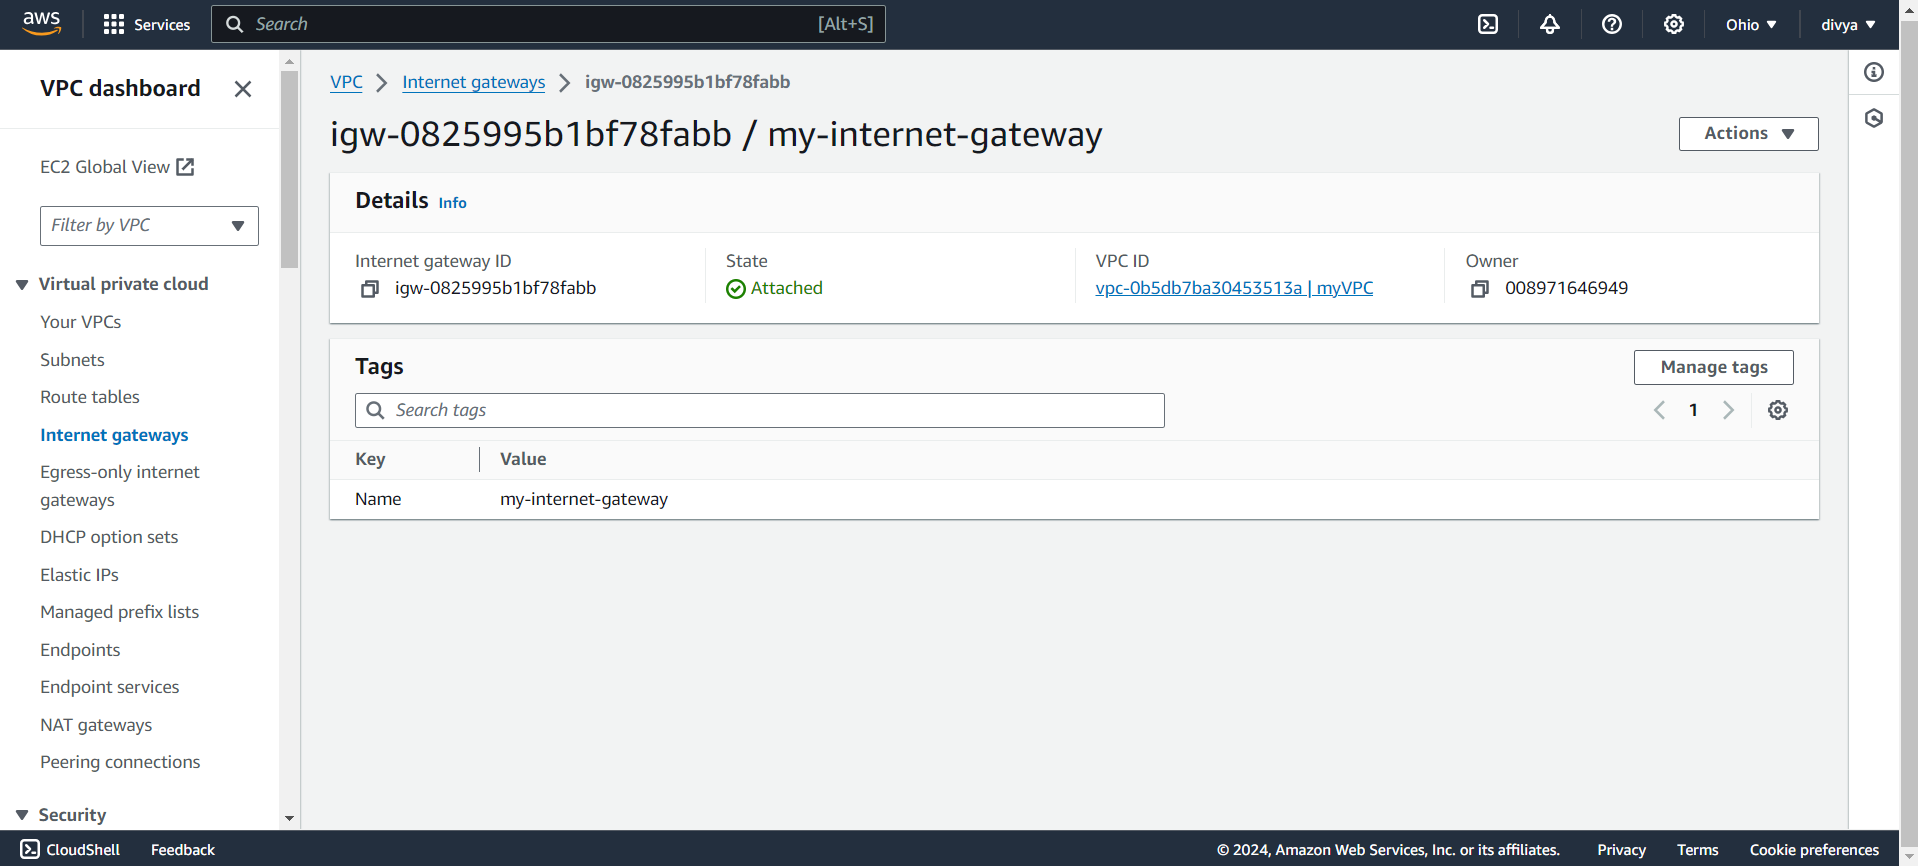 aws
Services
Search [Alt+S]
Ohio
divya
VPC dashboard
EC2 Global View
Filter by VPC
Virtual private cloud
Your VPCs
Subnets
Route tables
Internet gateways
Egress-only internet
gateways
DHCP option sets
Elastic IPs
Managed prefix lists
Endpoints
Endpoint services
NAT gateways
Peering connections
Security
VPC > Internet gateways > igw-0825995b1bf78fabb
igw-0825995b1bf78fabb / my-internet-gateway
Actions
Details Info
Internet gateway ID
igw-0825995b1bf78fabb
State
Attached
VPC ID
vpc-0b5db7ba30453513a | myVPC
Owner
008971646949
Tags
Manage tags
Search tags
1
Key Value
Name my-internet-gateway
CloudShell
Feedback
© 2024, Amazon Web Services, Inc. or its affiliates.
Privacy
Terms
Cookie preferences